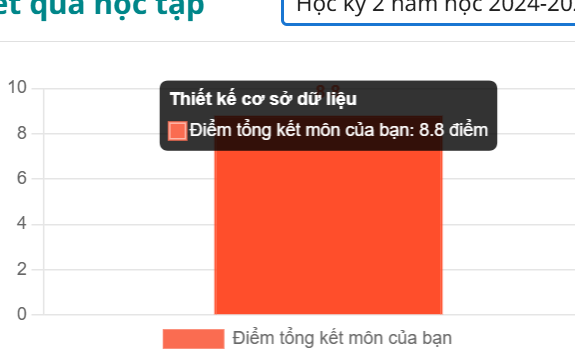 ết quả học tập
Học kỳ 2 năm học 2024-20
10
Thiết kế cơ sở dữ liệu
8
Điểm tổng kết môn của bạn: 8.8 điểm
6
4
2
0
Điểm tổng kết môn của bạn